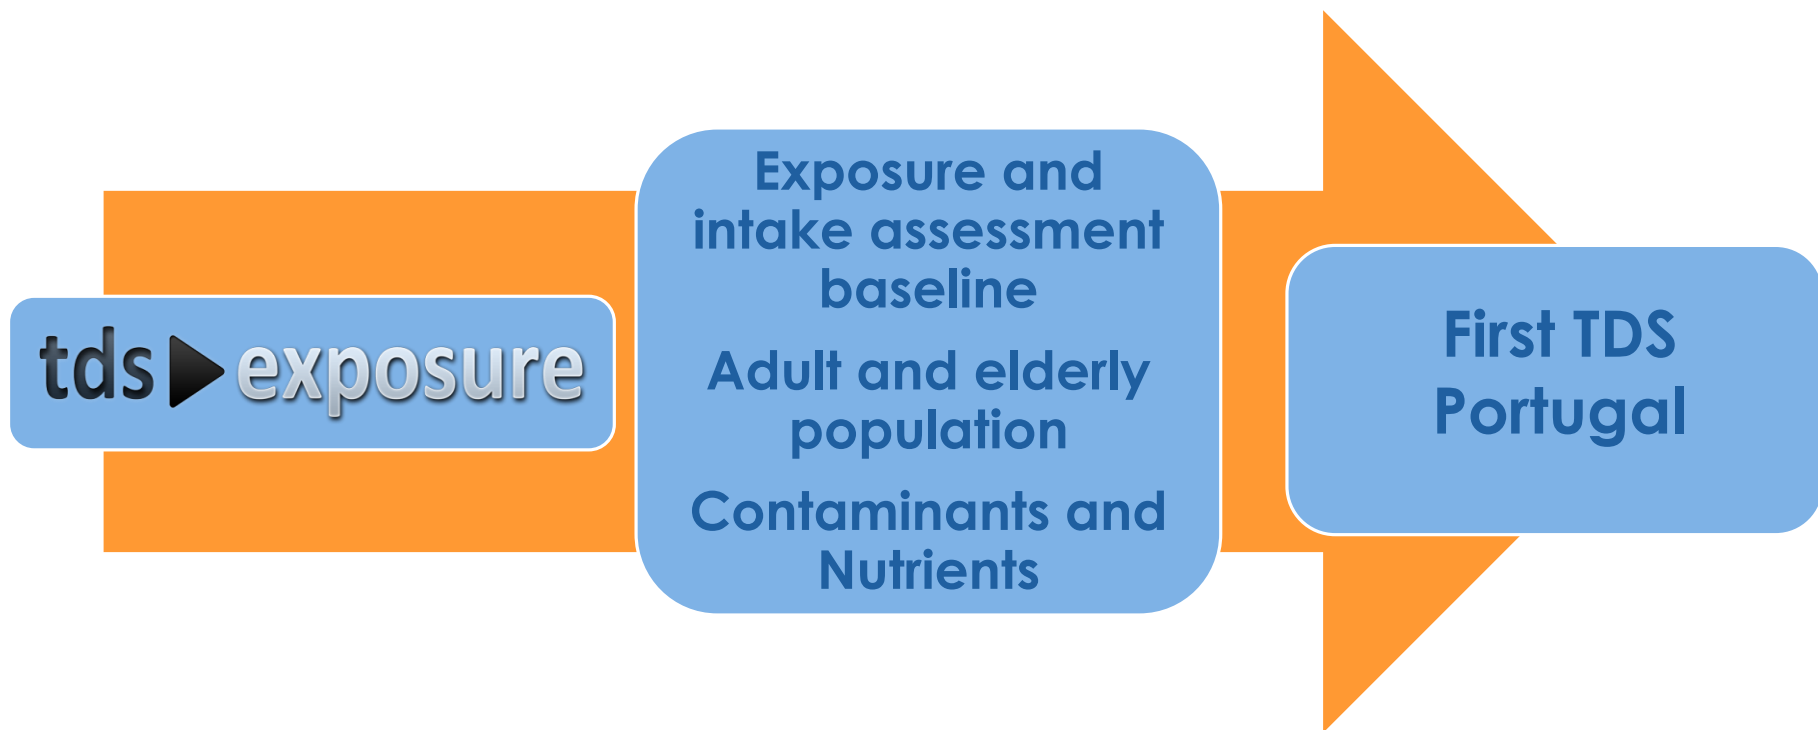 tds exposure
Exposure and
intake assessment
baseline
Adult and elderly
population
Contaminants and
Nutrients
First TDS
Portugal